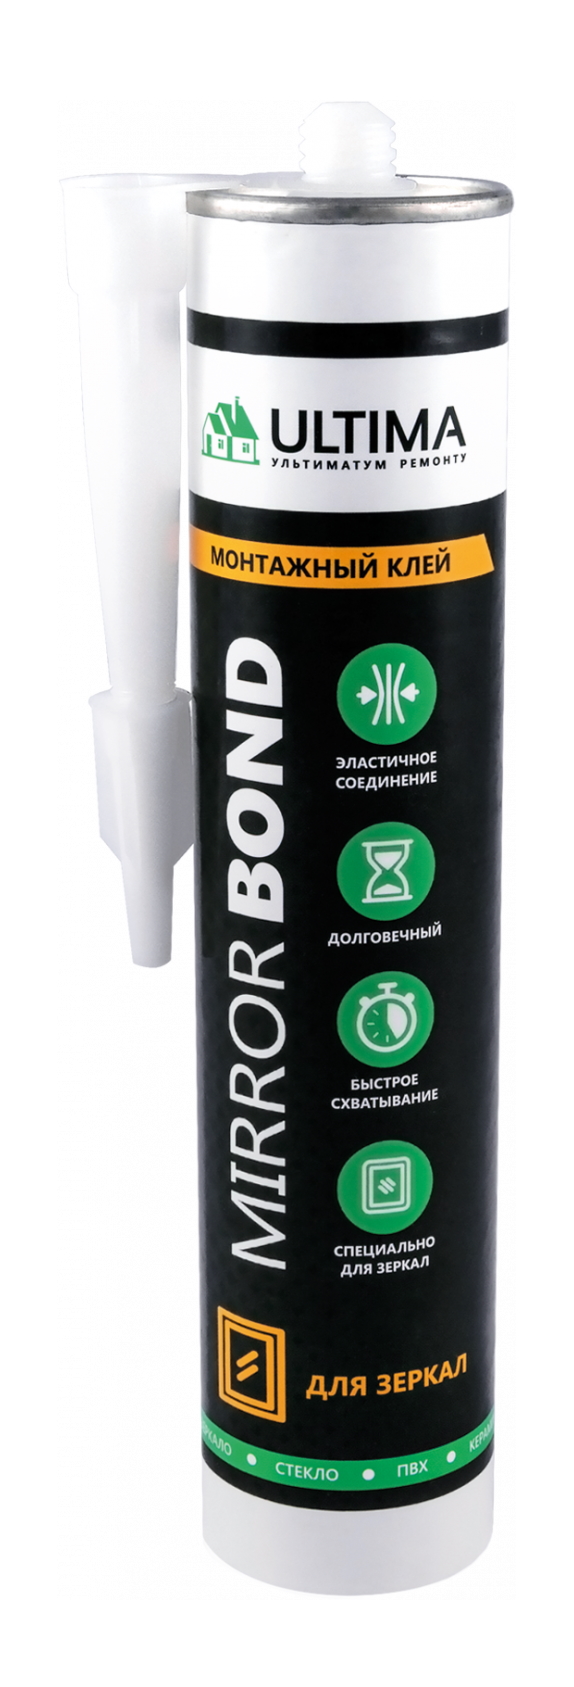 ULTIMA
УЛЬТИМАТУМ РЕМОНТУ
МОНТАЖНЫЙ КЛЕЙ
MIRROR BOND
ЭЛАСТИЧНОЕ
СОЕДИНЕНИЕ
ДОЛГОВЕЧНЫЙ
БЫСТРОЕ
СХВАТЫВАНИЕ
СПЕЦИАЛЬНО
ДЛЯ ЗЕРКАЛ
ДЛЯ ЗЕРКАЛ
• СТЕКЛО • ПВХ •